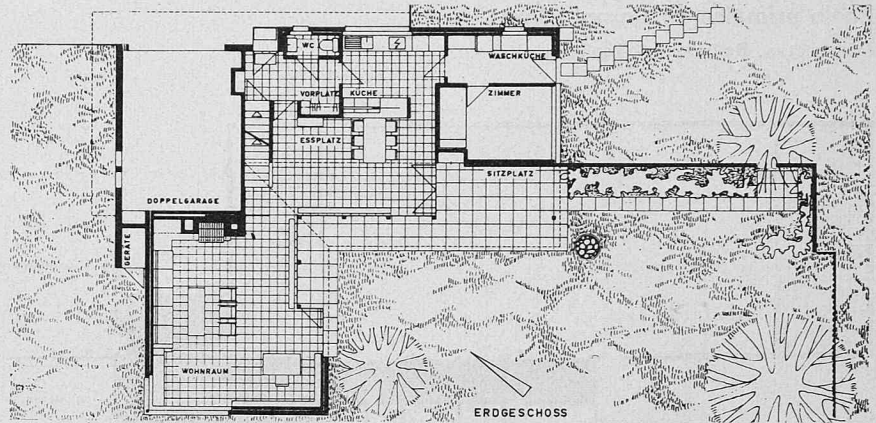 WC
WASCHKÜCHE
VORPLATZ KÜCHE
ZIMMER
ESSPLATZ
SITZPLATZ
DOPPELGARAGE
GERÄTE
WOHNRAUM
ERDGESCHOSS